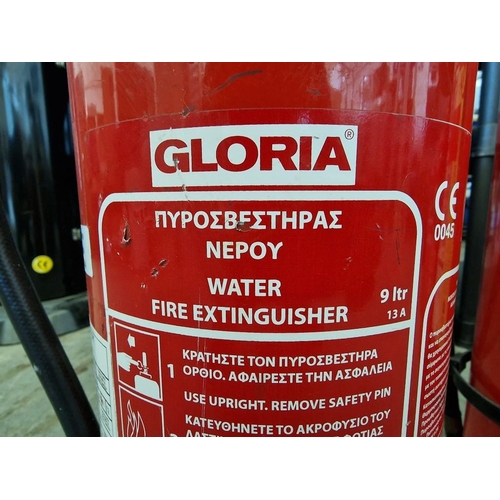 GLORIA®
ΠΥΡΟΣΒΕΣΤΗΡΑΣ
ΝΕΡΟΥ
WATER
FIRE EXTINGUISHER
9 ltr
13 A
CE
0045
1
ΚΡΑΤΗΣΤΕ ΤΟΝ ΠΥΡΟΣΒΕΣΤΗΡΑ
ΟΡΘΙΟ. ΑΦΑΙΡΕΣΤΕ ΤΗΝ ΑΣΦΑΛΕΙΑ
USE UPRIGHT. REMOVE SAFETY PIN
ΚΑΤΕΥΘΗΝΕΤΟ ΤΟ ΑΚΡΟΦΥΣΙΟ ΤΟΥ